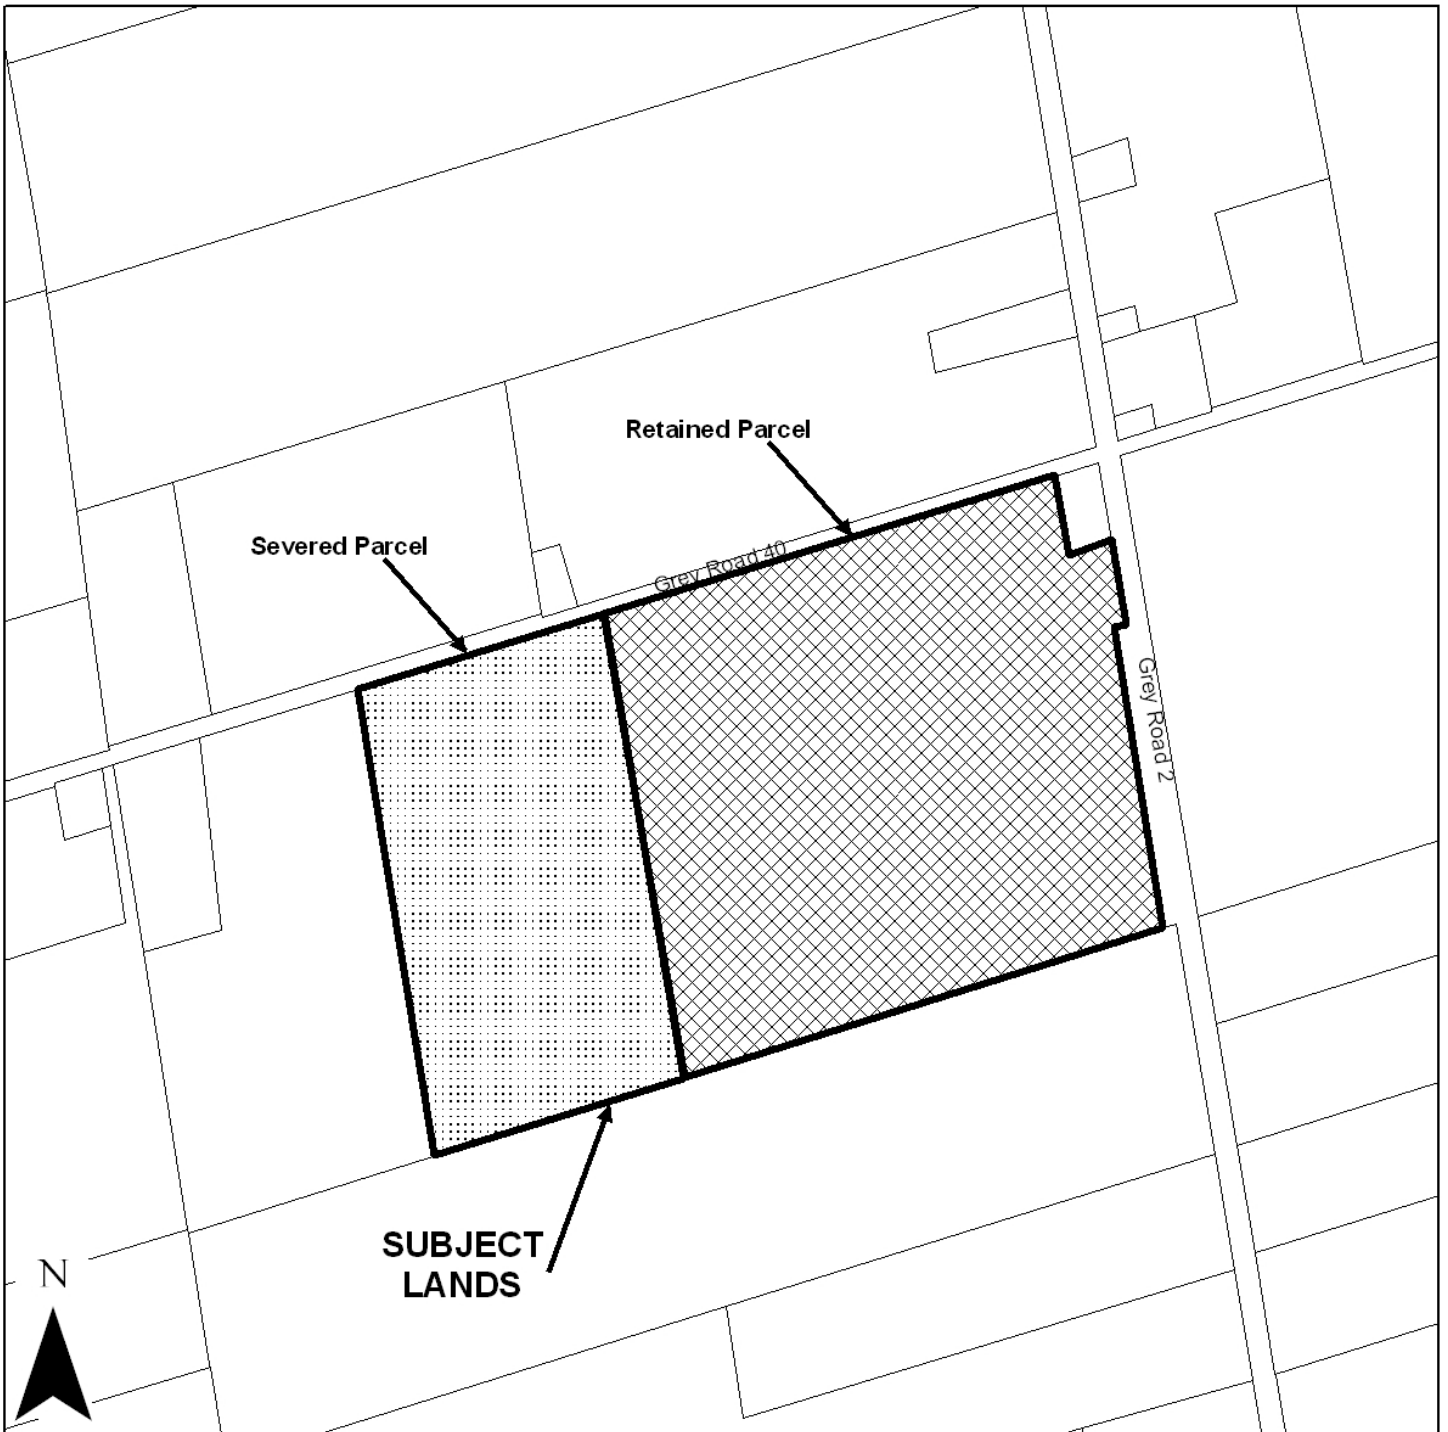 Retained Parcel
Severed Parcel
Grey Road 40
Grey Road 2
SUBJECT
LANDS
N